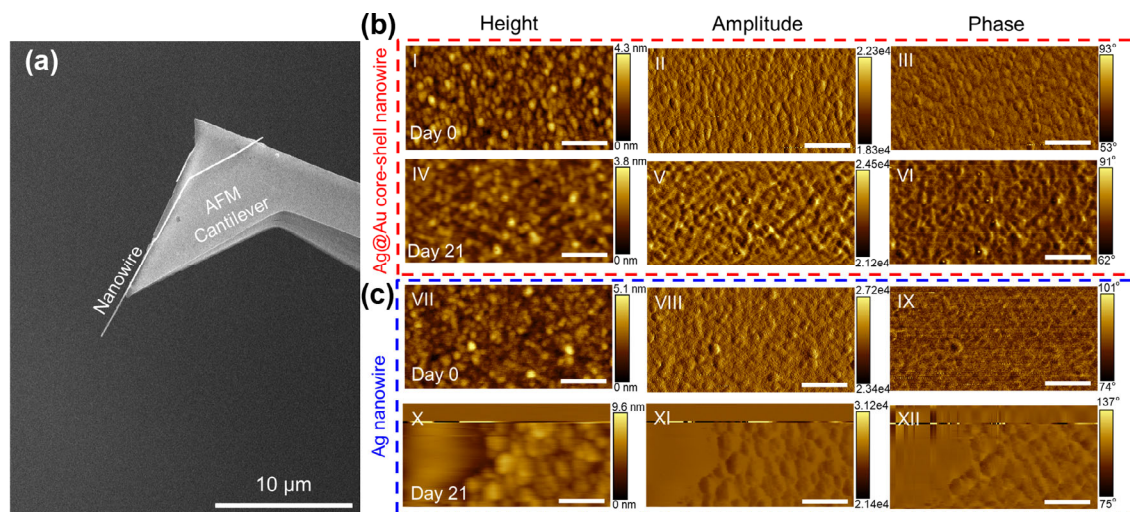 (a)
AFM
Cantilever
Nanowire
10 μm
(b)
Height
Amplitude
Phase
Ag@Au core-shell nanowire
I
Day 0
4.3 nm
0 nm
II
2.23e4
1.83e4
III
93°
53°
IV
Day 21
3.8 nm
0 nm
V
2.45e4
2.12e4
VI
91°
62°
(c)
Ag nanowire
VII
Day 0
5.1 nm
0 nm
VIII
2.72e4
2.34e4
IX
101°
74°
X
Day 21
9.6 nm
0 nm
XI
3.12e4
2.14e4
XII
137°
75°